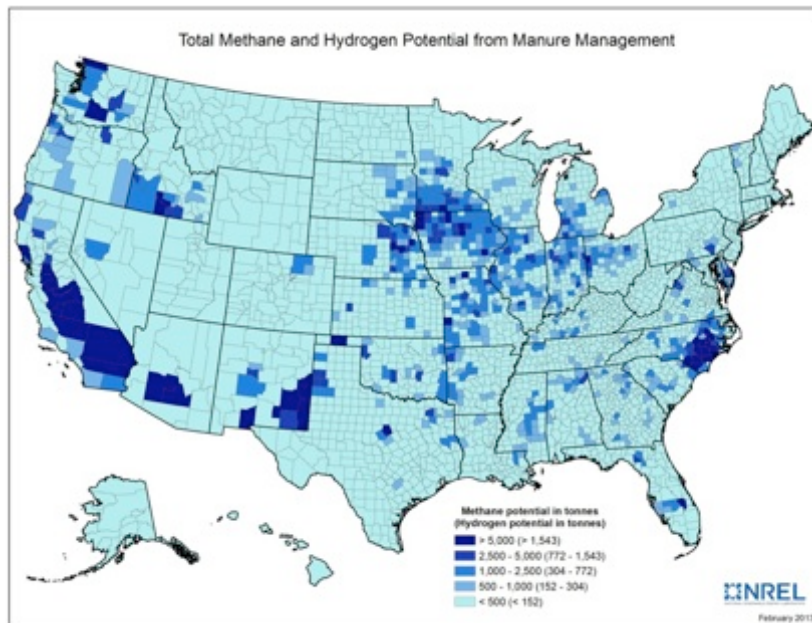 Total Methane and Hydrogen Potential from Manure Management
Methane potential in tonnes
(Hydrogen potential in tonnes)
> 5,000 (> 1,543)
2,500 - 5,000 (772 - 1,543)
1,000 - 2,500 (304 - 772)
500 - 1,000 (152 - 304)
< 500 (< 152)
NREL